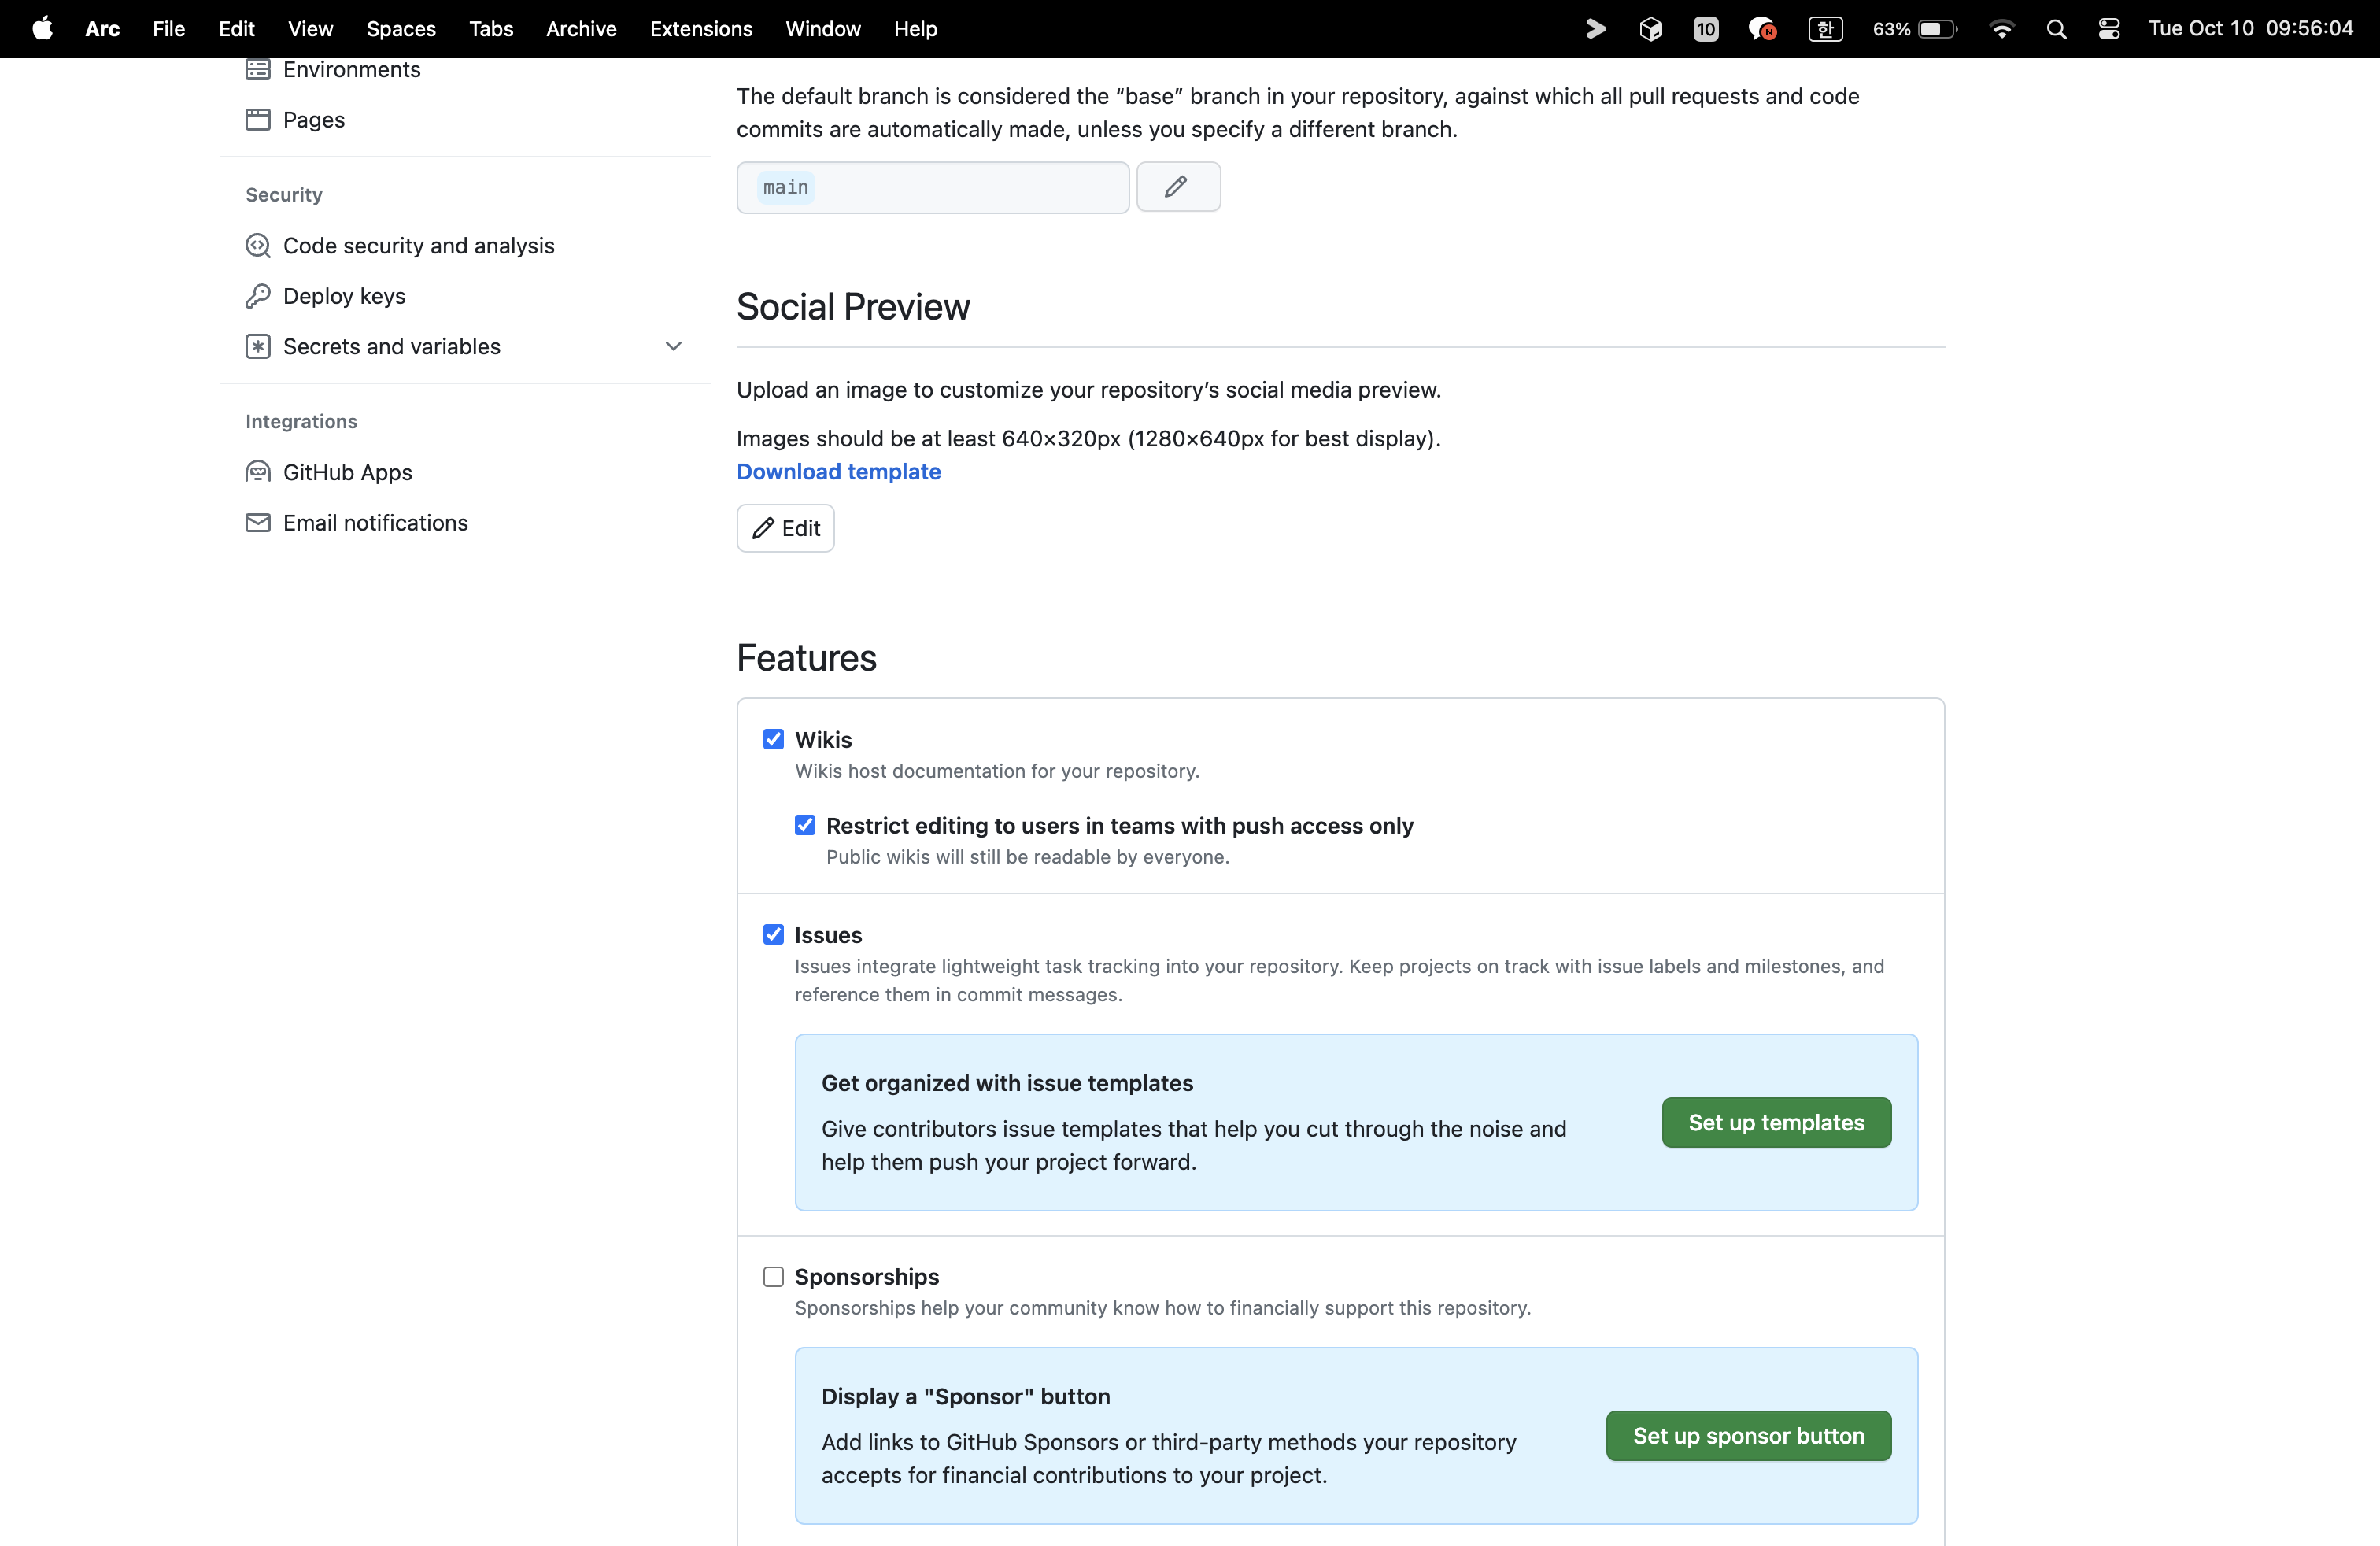 Arc File Edit View Spaces Tabs Archive Extensions Window Help 10 N 한 63% Tue Oct 10 09:56:04
Environments
Pages
Security
Code security and analysis
Deploy keys
Secrets and variables
Integrations
GitHub Apps
Email notifications
The default branch is considered the “base” branch in your repository, against which all pull requests and code
commits are automatically made, unless you specify a different branch.
main
Social Preview
Upload an image to customize your repository’s social media preview.
Images should be at least 640×320px (1280×640px for best display).
Download template
Edit
Features
Wikis
Wikis host documentation for your repository.
Restrict editing to users in teams with push access only
Public wikis will still be readable by everyone.
Issues
Issues integrate lightweight task tracking into your repository. Keep projects on track with issue labels and milestones, and
reference them in commit messages.
Get organized with issue templates
Give contributors issue templates that help you cut through the noise and
help them push your project forward.
Set up templates
Sponsorships
Sponsorships help your community know how to financially support this repository.
Display a "Sponsor" button
Add links to GitHub Sponsors or third-party methods your repository
accepts for financial contributions to your project.
Set up sponsor button